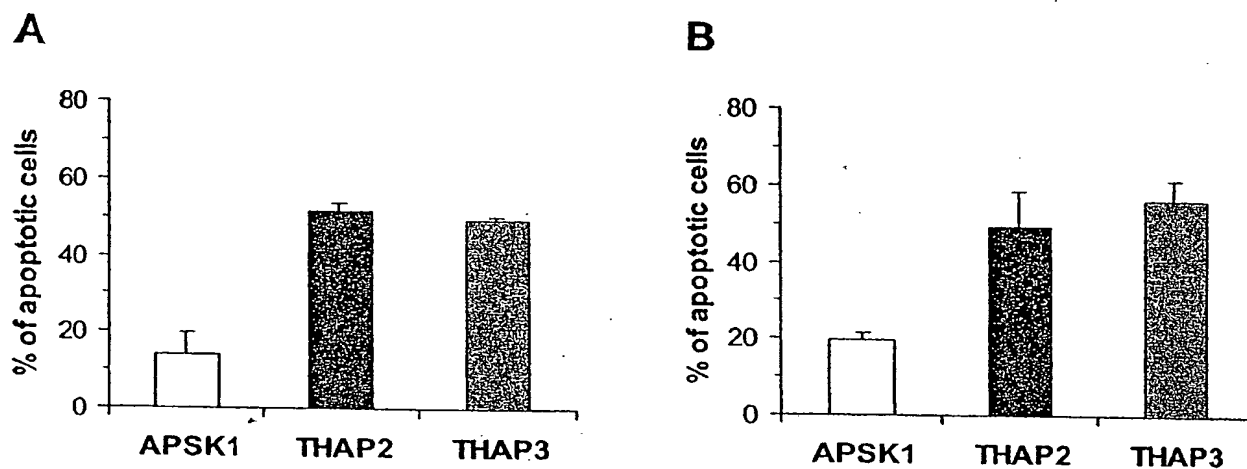 A
% of apoptotic cells
80
60
40
20
0
APSK1 THAP2 THAP3
B
% of apoptotic cells
80
60
40
20
0
APSK1 THAP2 THAP3